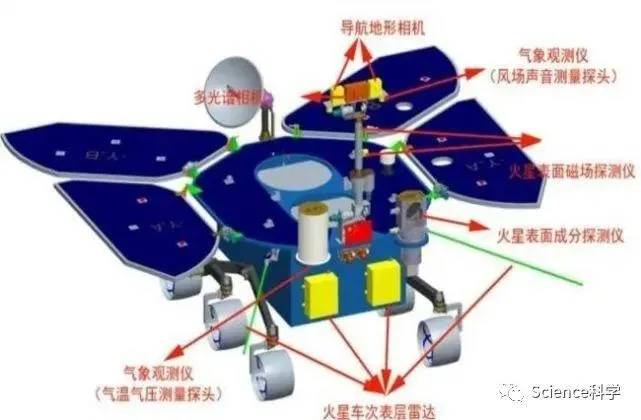 导航地形相机
气象观测仪
（风场声音测量探头）
多光谱相机
火星表面磁场探测仪
火星表面成分探测仪
气象观测仪
（气温气压测量探头）
火星车次表层雷达
Science科学